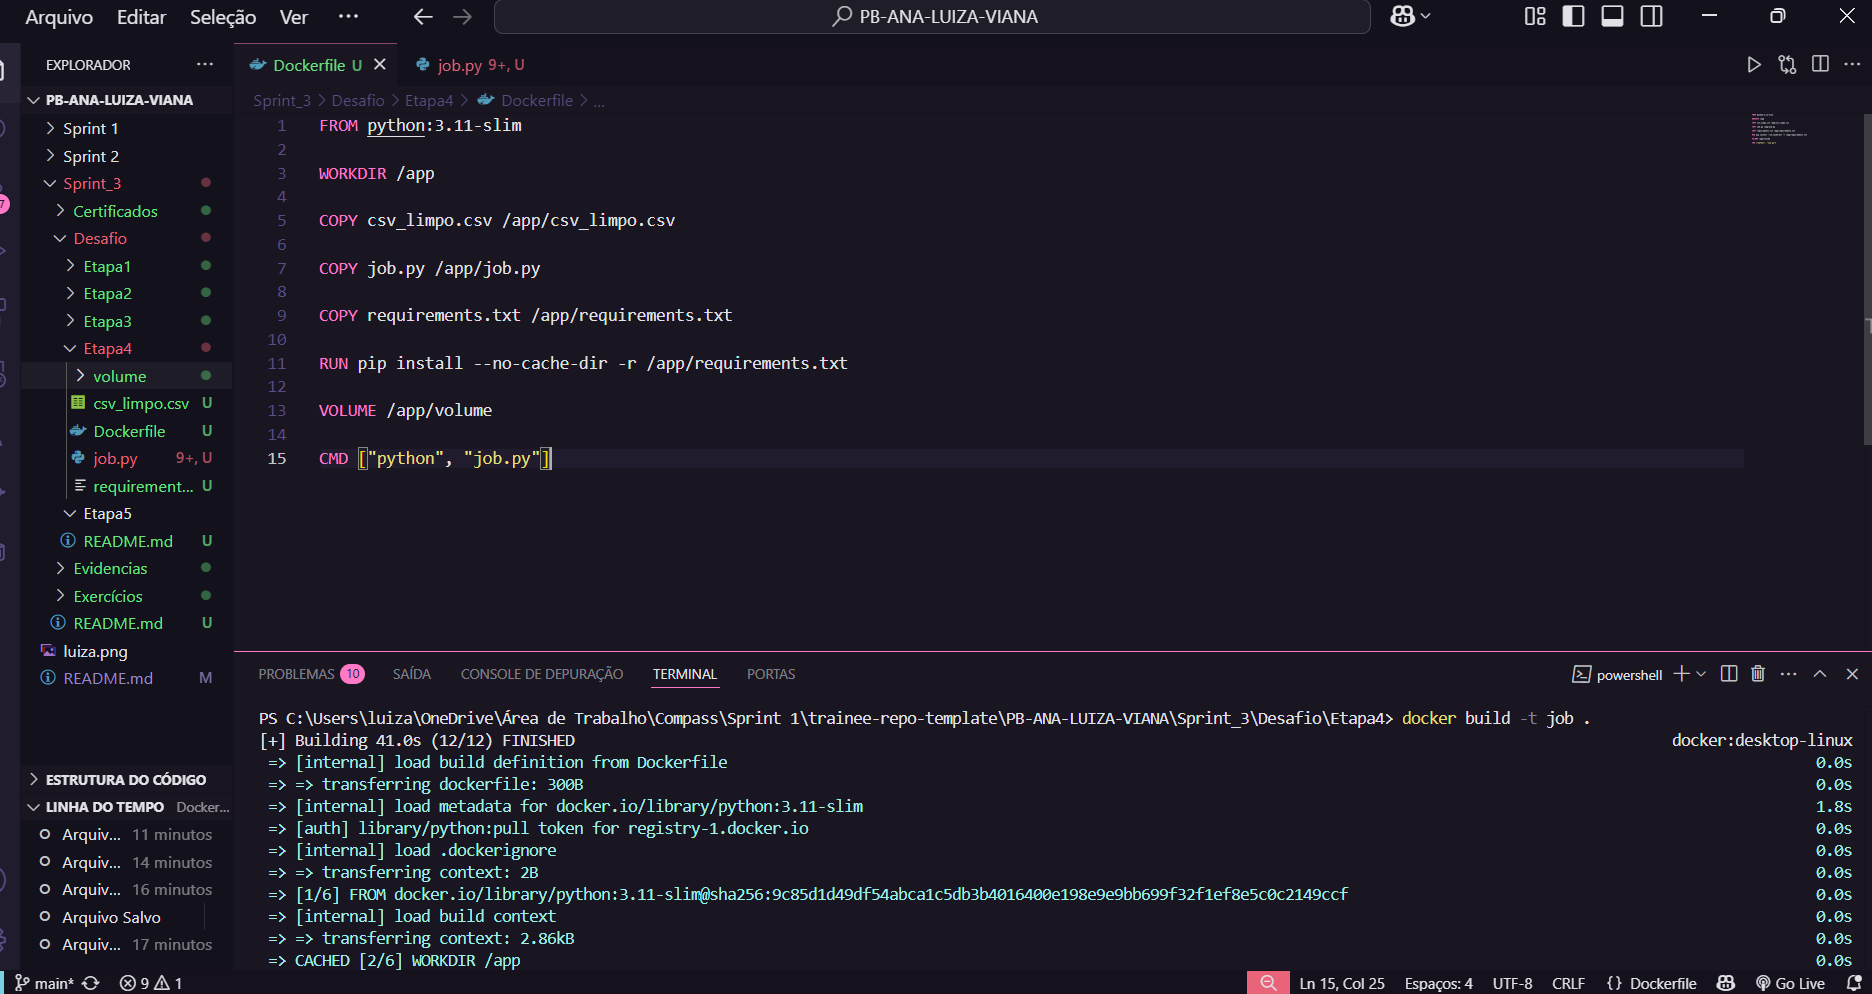 Arquivo Editar Seleção Ver ··· PB-ANA-LUIZA-VIANA
EXPLORADOR ···
PB-ANA-LUIZA-VIANA
Sprint 1
Sprint 2
Sprint_3
Certificados
Desafio
Etapa1
Etapa2
Etapa3
Etapa4
volume
csv_limpo.csv U
Dockerfile U
job.py 9+, U
requirement... U
Etapa5
README.md U
Evidencias
Exercícios
README.md U
luiza.png
README.md M
ESTRUTURA DO CÓDIGO
LINHA DO TEMPO Docker...
Arquiv... 11 minutos
Arquiv... 14 minutos
Arquiv... 16 minutos
Arquivo Salvo
Arquiv... 17 minutos
7
Dockerfile U job.py 9+, U
Sprint_3 > Desafio > Etapa4 > Dockerfile > ...
1 FROM python:3.11-slim
2
3 WORKDIR /app
4
5 COPY csv_limpo.csv /app/csv_limpo.csv
6
7 COPY job.py /app/job.py
8
9 COPY requirements.txt /app/requirements.txt
10
11 RUN pip install --no-cache-dir -r /app/requirements.txt
12
13 VOLUME /app/volume
14
15 CMD ["python", "job.py"]
PROBLEMAS 10 SAÍDA CONSOLE DE DEPURAÇÃO TERMINAL PORTAS powershell
PS C:\Users\luiza\OneDrive\Área de Trabalho\Compass\Sprint 1\trainee-repo-template\PB-ANA-LUIZA-VIANA\Sprint_3\Desafio\Etapa4> docker build -t job .
[+] Building 41.0s (12/12) FINISHED docker:desktop-linux
=> [internal] load build definition from Dockerfile 0.0s
=> => transferring dockerfile: 300B 0.0s
=> [internal] load metadata for docker.io/library/python:3.11-slim 1.8s
=> [auth] library/python:pull token for registry-1.docker.io 0.0s
=> [internal] load .dockerignore 0.0s
=> => transferring context: 2B 0.0s
=> [1/6] FROM docker.io/library/python:3.11-slim@sha256:9c85d1d49df54abca1c5db3b4016400e198e9e9bb699f32f1ef8e5c0c2149ccf 0.0s
=> [internal] load build context 0.0s
=> => transferring context: 2.86kB 0.0s
=> CACHED [2/6] WORKDIR /app 0.0s
main* 9 1 Ln 15, Col 25 Espaços: 4 UTF-8 CRLF {} Dockerfile Go Live